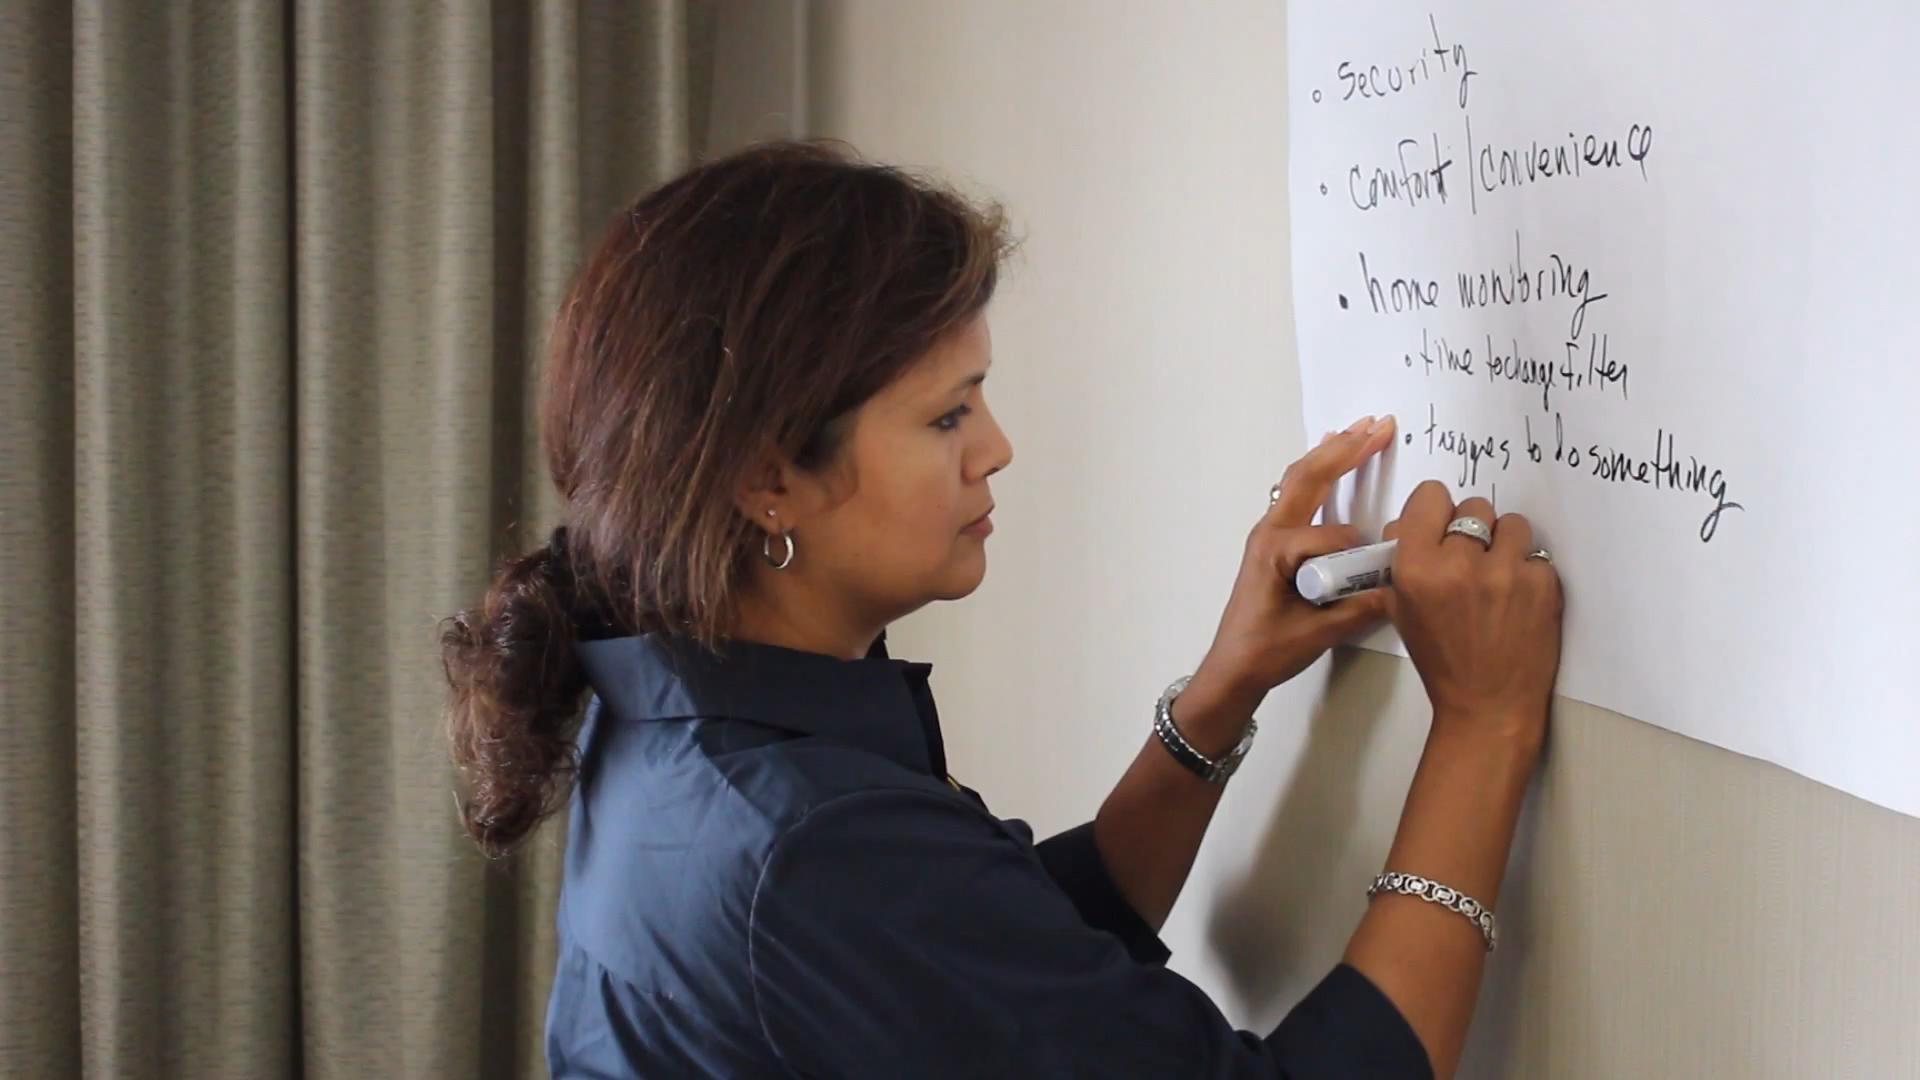 security
comfort/convenience
home monitoring
time to change filter
triggers to do something